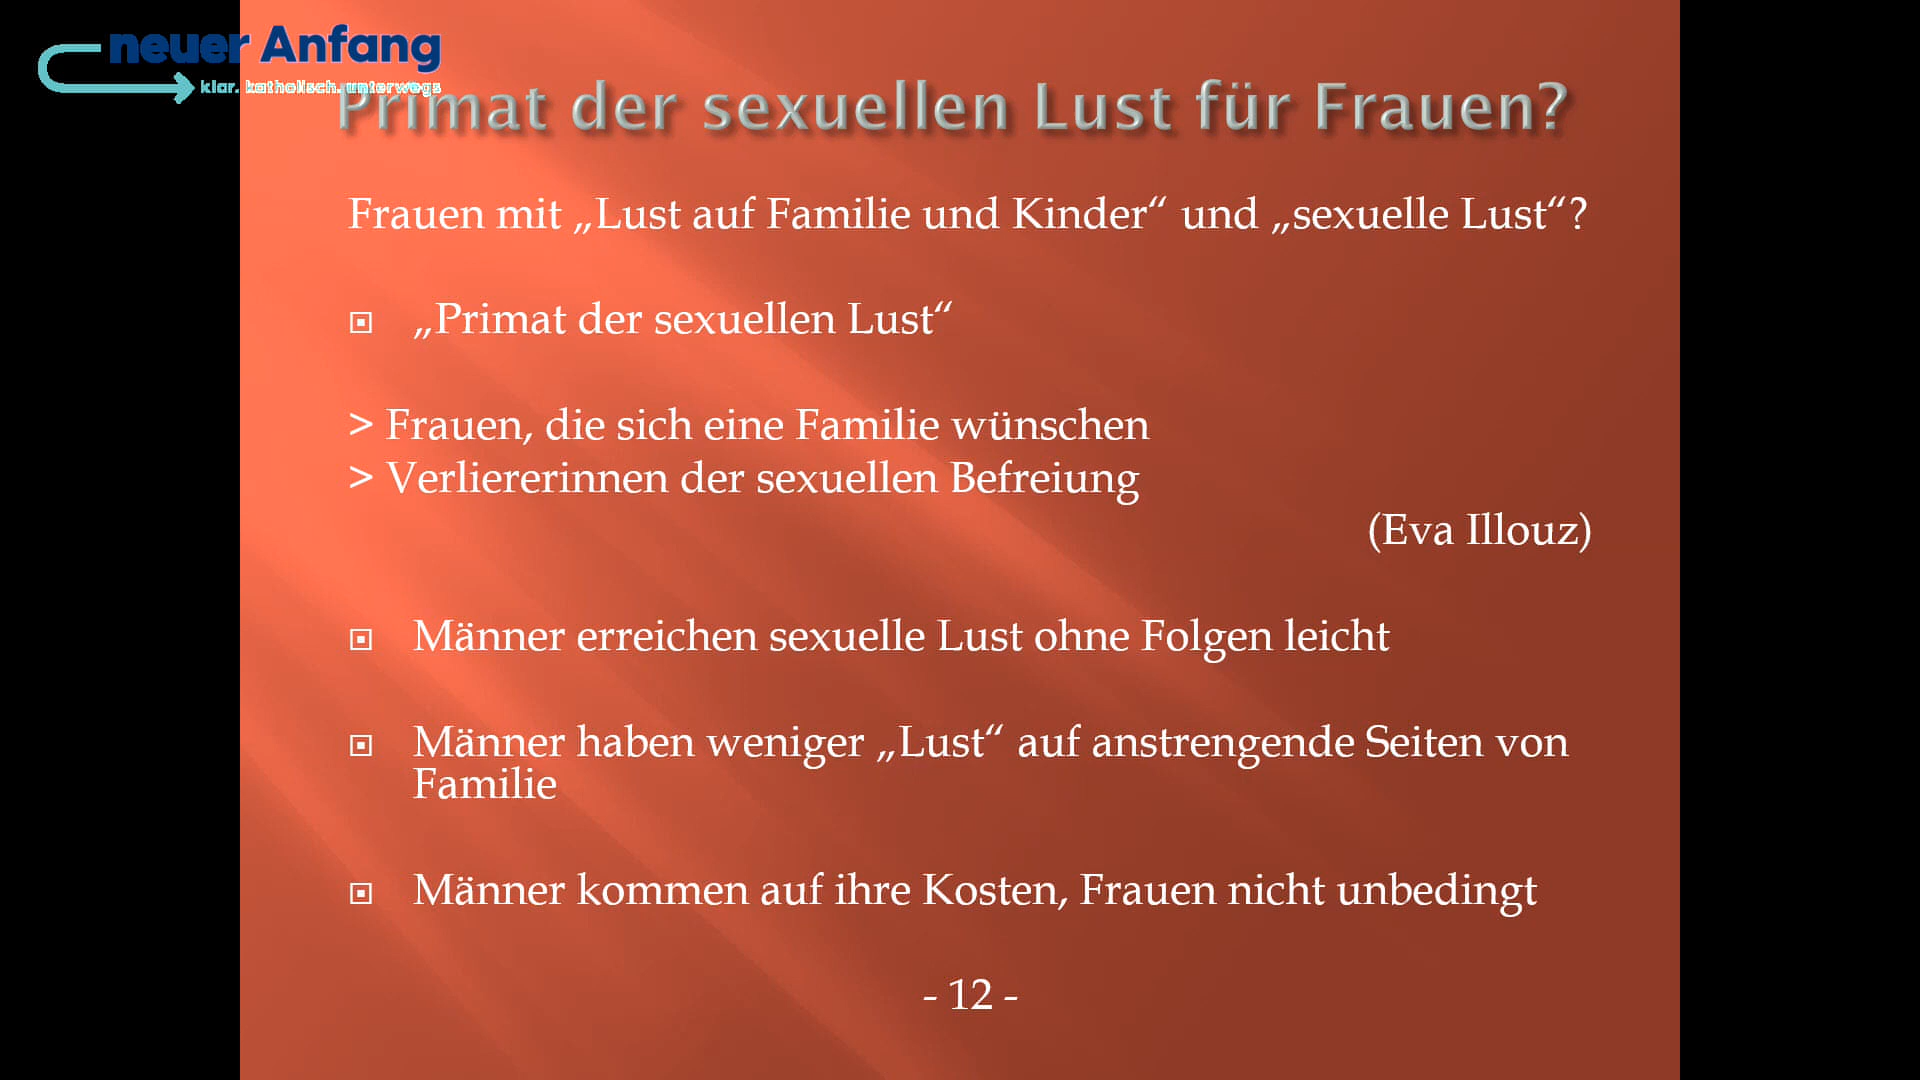 neuer Anfang
klar. katholisch. unterwegs
Primat der sexuellen Lust für Frauen?
Frauen mit „Lust auf Familie und Kinder“ und „sexuelle Lust“?
„Primat der sexuellen Lust“
> Frauen, die sich eine Familie wünschen
> Verliererinnen der sexuellen Befreiung
(Eva Illouz)
Männer erreichen sexuelle Lust ohne Folgen leicht
Männer haben weniger „Lust“ auf anstrengende Seiten von
Familie
Männer kommen auf ihre Kosten, Frauen nicht unbedingt
- 12 -